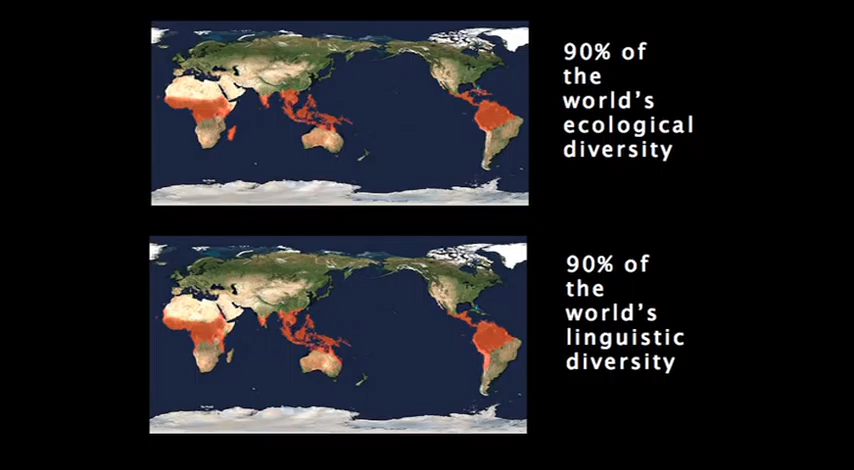 90% of
the
world's
ecological
diversity
90% of
the
world's
linguistic
diversity